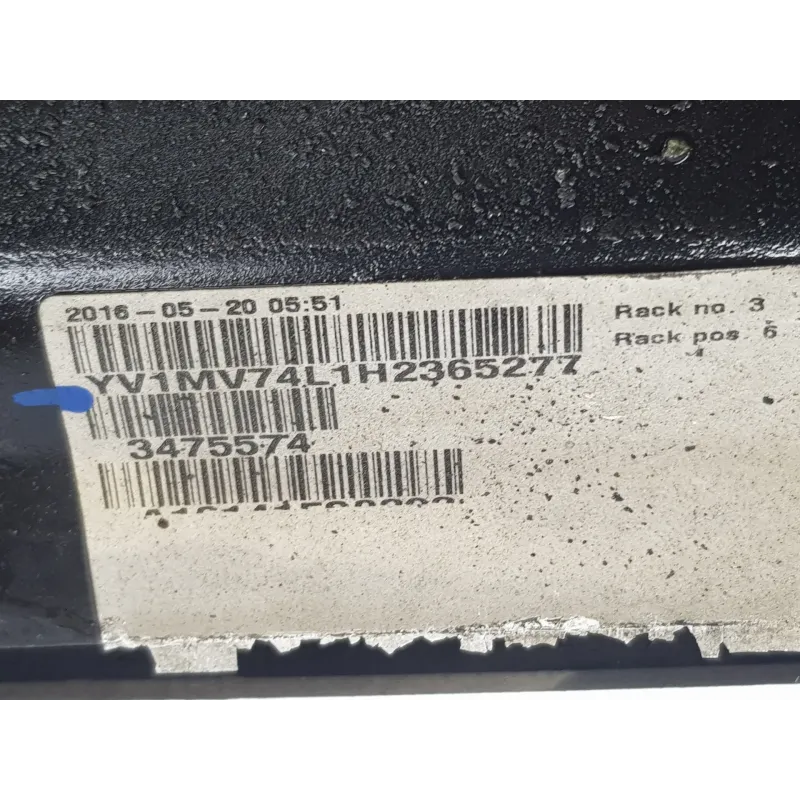 2016-05-20 05:51
Rack no. 3
Rack pos. 6
YV1MV74L1H2365277
3475574